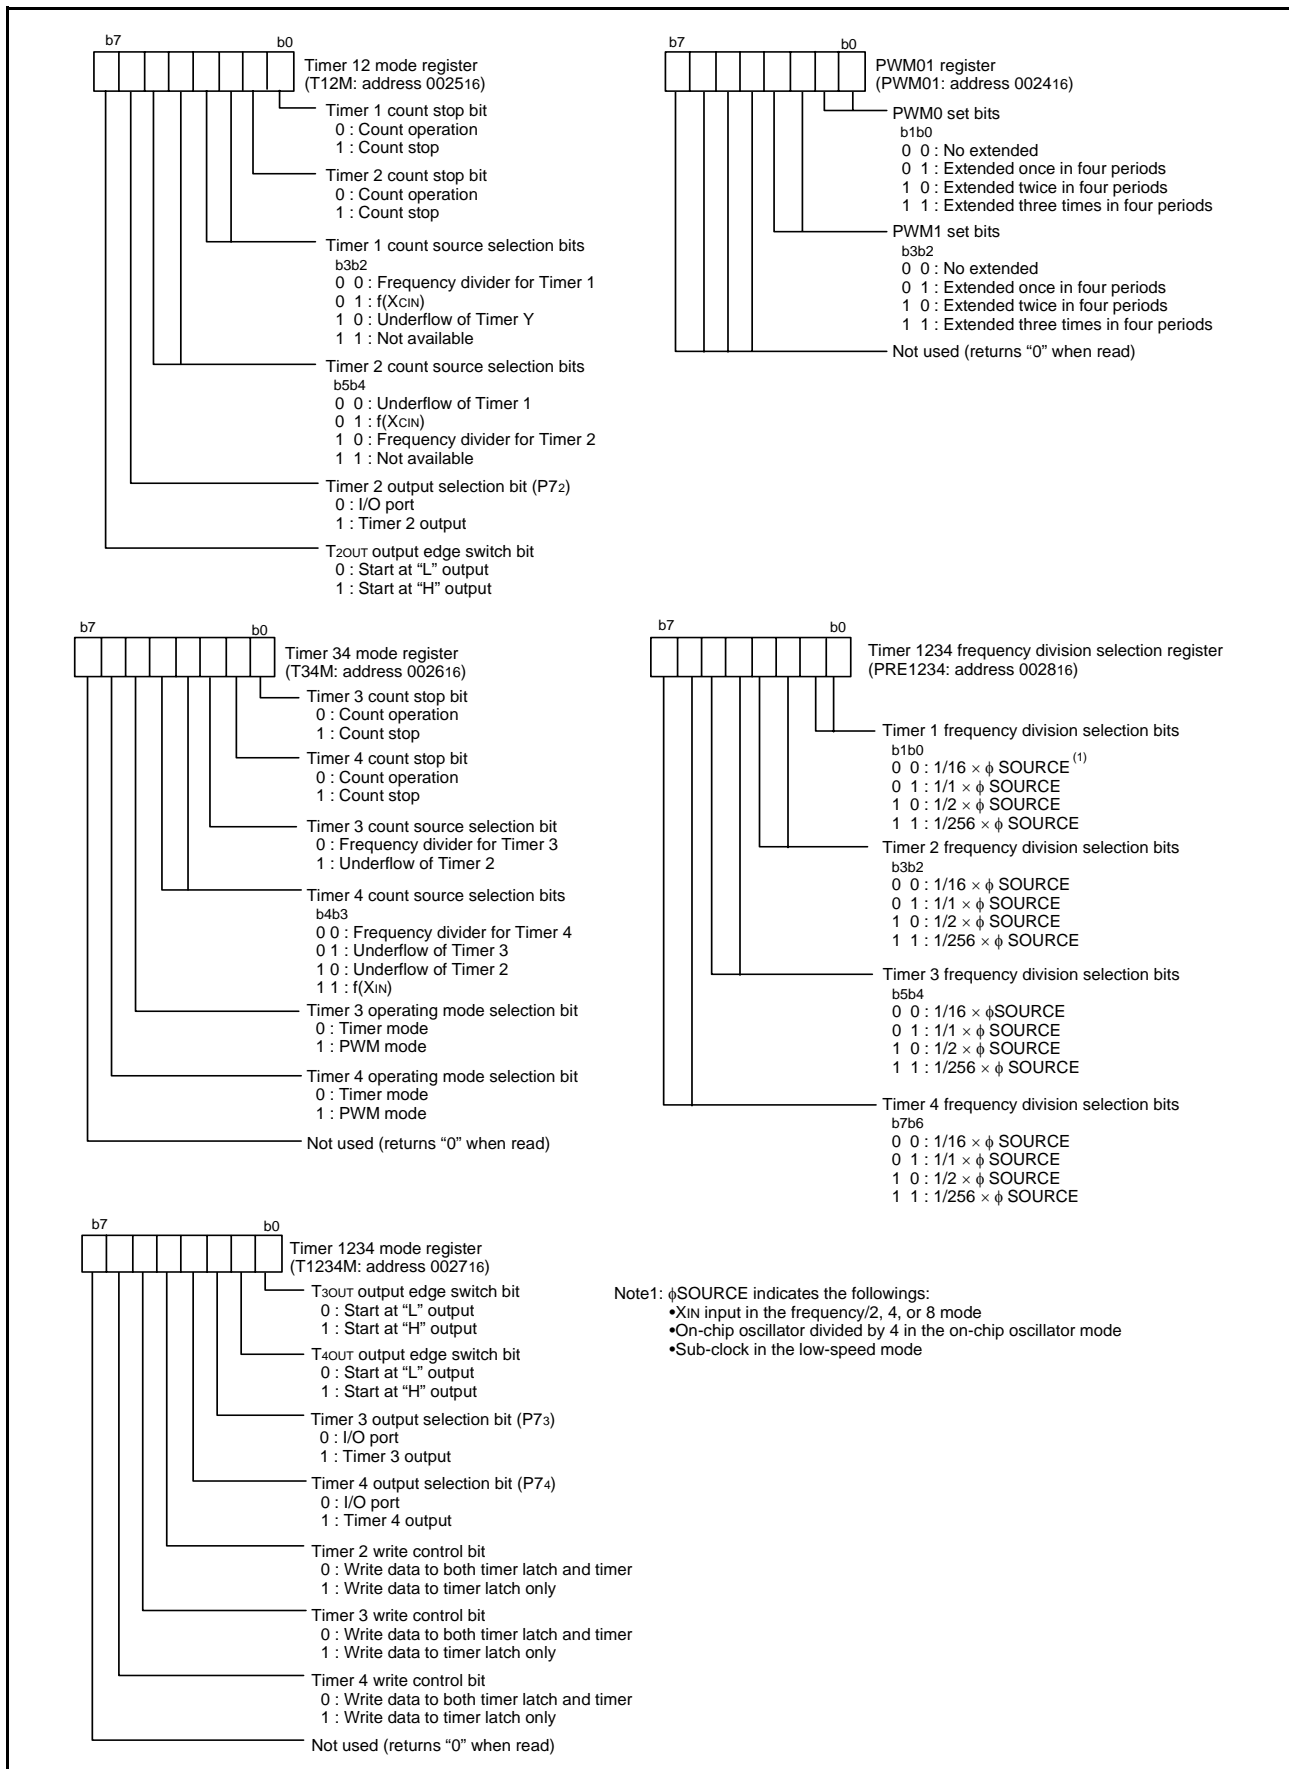 b7 b0
Timer 12 mode register
(T12M: address 002516)
Timer 1 count stop bit
0 : Count operation
1 : Count stop
Timer 2 count stop bit
0 : Count operation
1 : Count stop
Timer 1 count source selection bits
b3b2
0 0 : Frequency divider for Timer 1
0 1 : f(XCIN)
1 0 : Underflow of Timer Y
1 1 : Not available
Timer 2 count source selection bits
b5b4
0 0 : Underflow of Timer 1
0 1 : f(XCIN)
1 0 : Frequency divider for Timer 2
1 1 : Not available
Timer 2 output selection bit (P72)
0 : I/O port
1 : Timer 2 output
T2OUT output edge switch bit
0 : Start at “L” output
1 : Start at “H” output
b7 b0
PWM01 register
(PWM01: address 002416)
PWM0 set bits
b1b0
0 0 : No extended
0 1 : Extended once in four periods
1 0 : Extended twice in four periods
1 1 : Extended three times in four periods
PWM1 set bits
b3b2
0 0 : No extended
0 1 : Extended once in four periods
1 0 : Extended twice in four periods
1 1 : Extended three times in four periods
Not used (returns “0” when read)
b7 b0
Timer 34 mode register
(T34M: address 002616)
Timer 3 count stop bit
0 : Count operation
1 : Count stop
Timer 4 count stop bit
0 : Count operation
1 : Count stop
Timer 3 count source selection bit
0 : Frequency divider for Timer 3
1 : Underflow of Timer 2
Timer 4 count source selection bits
b4b3
0 0 : Frequency divider for Timer 4
0 1 : Underflow of Timer 3
1 0 : Underflow of Timer 2
1 1 : f(XIN)
Timer 3 operating mode selection bit
0 : Timer mode
1 : PWM mode
Timer 4 operating mode selection bit
0 : Timer mode
1 : PWM mode
Not used (returns “0” when read)
b7 b0
Timer 1234 frequency division selection register
(PRE1234: address 002816)
Timer 1 frequency division selection bits
b1b0
0 0 : 1/16 × ϕ SOURCE (1)
0 1 : 1/1 × ϕ SOURCE
1 0 : 1/2 × ϕ SOURCE
1 1 : 1/256 × ϕ SOURCE
Timer 2 frequency division selection bits
b3b2
0 0 : 1/16 × ϕ SOURCE
0 1 : 1/1 × ϕ SOURCE
1 0 : 1/2 × ϕ SOURCE
1 1 : 1/256 × ϕ SOURCE
Timer 3 frequency division selection bits
b5b4
0 0 : 1/16 × ϕSOURCE
0 1 : 1/1 × ϕ SOURCE
1 0 : 1/2 × ϕ SOURCE
1 1 : 1/256 × ϕ SOURCE
Timer 4 frequency division selection bits
b7b6
0 0 : 1/16 × ϕ SOURCE
0 1 : 1/1 × ϕ SOURCE
1 0 : 1/2 × ϕ SOURCE
1 1 : 1/256 × ϕ SOURCE
b7 b0
Timer 1234 mode register
(T1234M: address 002716)
T3OUT output edge switch bit
0 : Start at “L” output
1 : Start at “H” output
T4OUT output edge switch bit
0 : Start at “L” output
1 : Start at “H” output
Timer 3 output selection bit (P73)
0 : I/O port
1 : Timer 3 output
Timer 4 output selection bit (P74)
0 : I/O port
1 : Timer 4 output
Timer 2 write control bit
0 : Write data to both timer latch and timer
1 : Write data to timer latch only
Timer 3 write control bit
0 : Write data to both timer latch and timer
1 : Write data to timer latch only
Timer 4 write control bit
0 : Write data to both timer latch and timer
1 : Write data to timer latch only
Not used (returns “0” when read)
Note1: ϕSOURCE indicates the followings:
•XIN input in the frequency/2, 4, or 8 mode
•On-chip oscillator divided by 4 in the on-chip oscillator mode
•Sub-clock in the low-speed mode